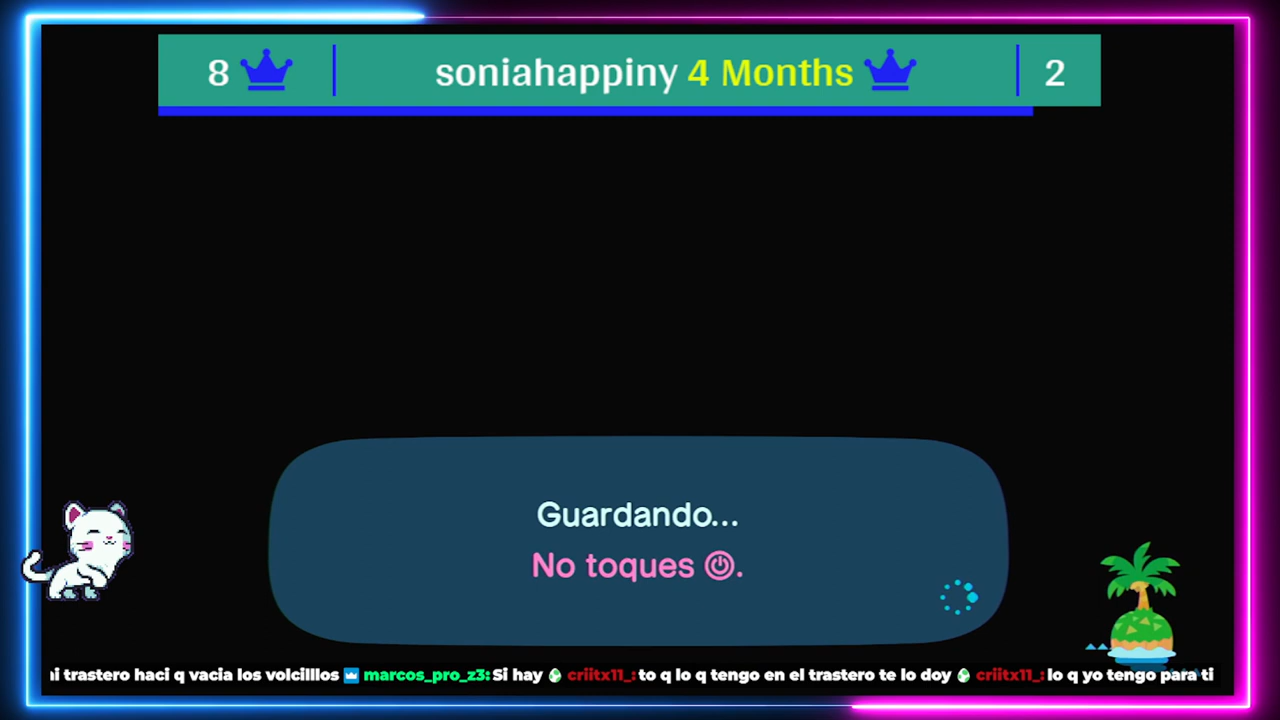 8 soniahappiny 4 Months 2
Guardando...
No toques ⏻.
i trastero haci q vacia los volcilllos marcos_pro_z3: Si hay criitx11_: to q lo q tengo en el trastero te lo doy criitx11_: lo q yo tengo para ti